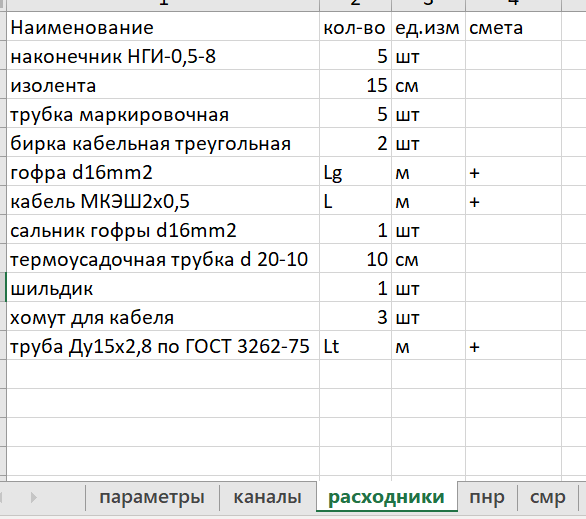 1 2 3 4
Наименование кол-во ед.изм смета
наконечник НГИ-0,5-8 5 шт
изолента 15 см
трубка маркировочная 5 шт
бирка кабельная треугольная 2 шт
гофра d16mm2 Lg м +
кабель МКЭШ2х0,5 L м +
сальник гофры d16mm2 1 шт
термоусадочная трубка d 20-10 10 см
шильдик 1 шт
хомут для кабеля 3 шт
труба Ду15х2,8 по ГОСТ 3262-75 Lt м +
параметры каналы расходники пнр смр